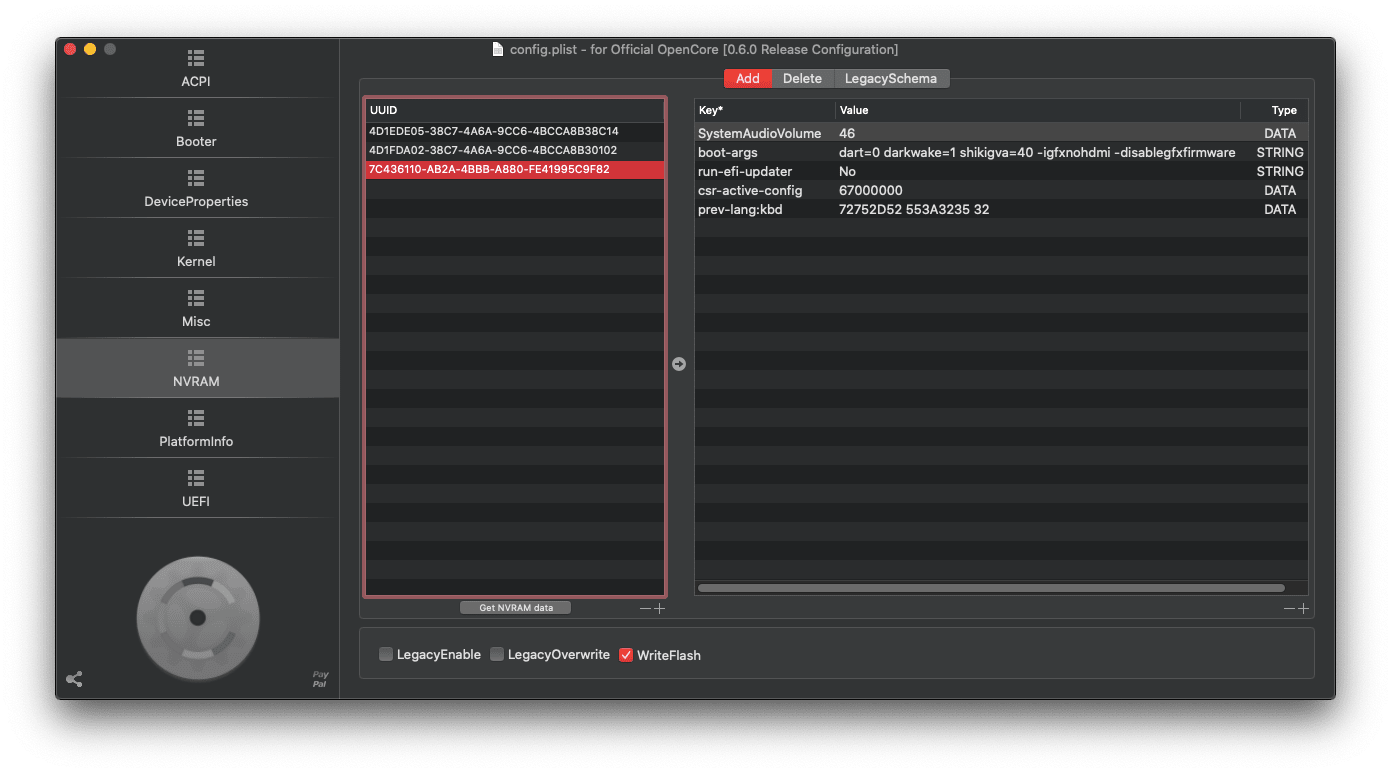 config.plist - for Official OpenCore [0.6.0 Release Configuration]
ACPI
Booter
DeviceProperties
Kernel
Misc
NVRAM
PlatformInfo
UEFI
Pay
Pal
Add Delete LegacySchema
UUID
4D1EDE05-38C7-4A6A-9CC6-4BCCA8B38C14
4D1FDA02-38C7-4A6A-9CC6-4BCCA8B30102
7C436110-AB2A-4BBB-A880-FE41995C9F82
Get NVRAM data
Key* Value Type
SystemAudioVolume 46 DATA
boot-args dart=0 darkwake=1 shikigva=40 -igfxnohdmi -disablegfxfirmware STRING
run-efi-updater No STRING
csr-active-config 67000000 DATA
prev-lang:kbd 72752D52 553A3235 32 DATA
LegacyEnable LegacyOverwrite WriteFlash